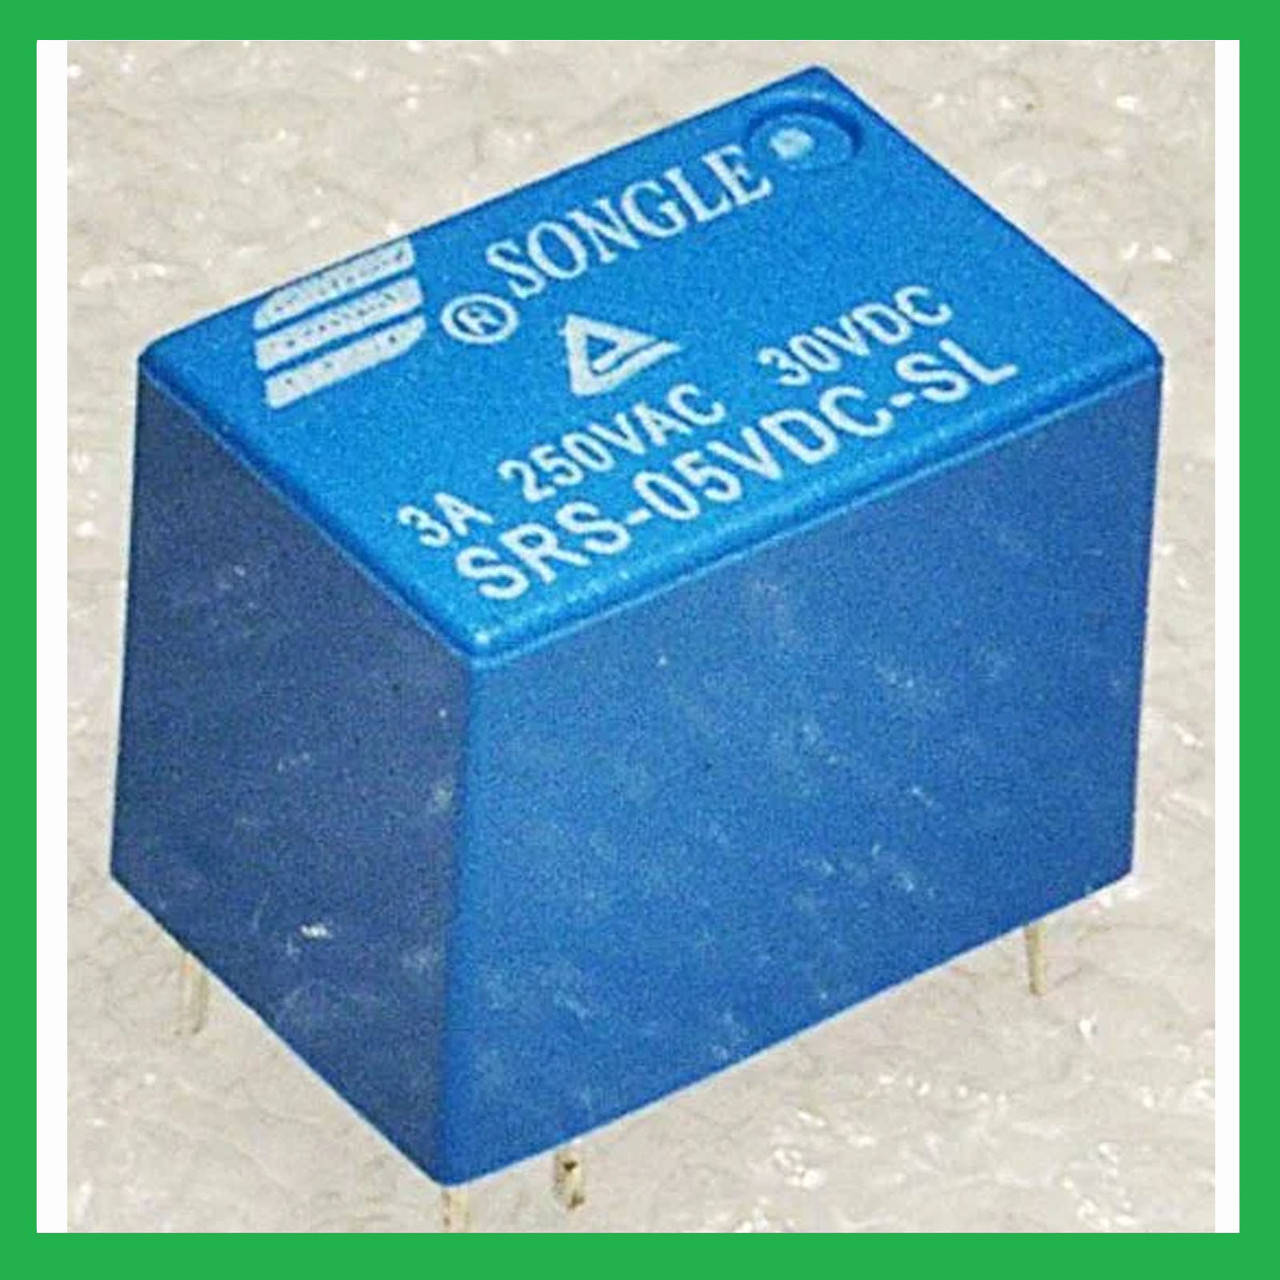 ® SONGLE
3A 250VAC 30VDC
SRS-05VDC-SL